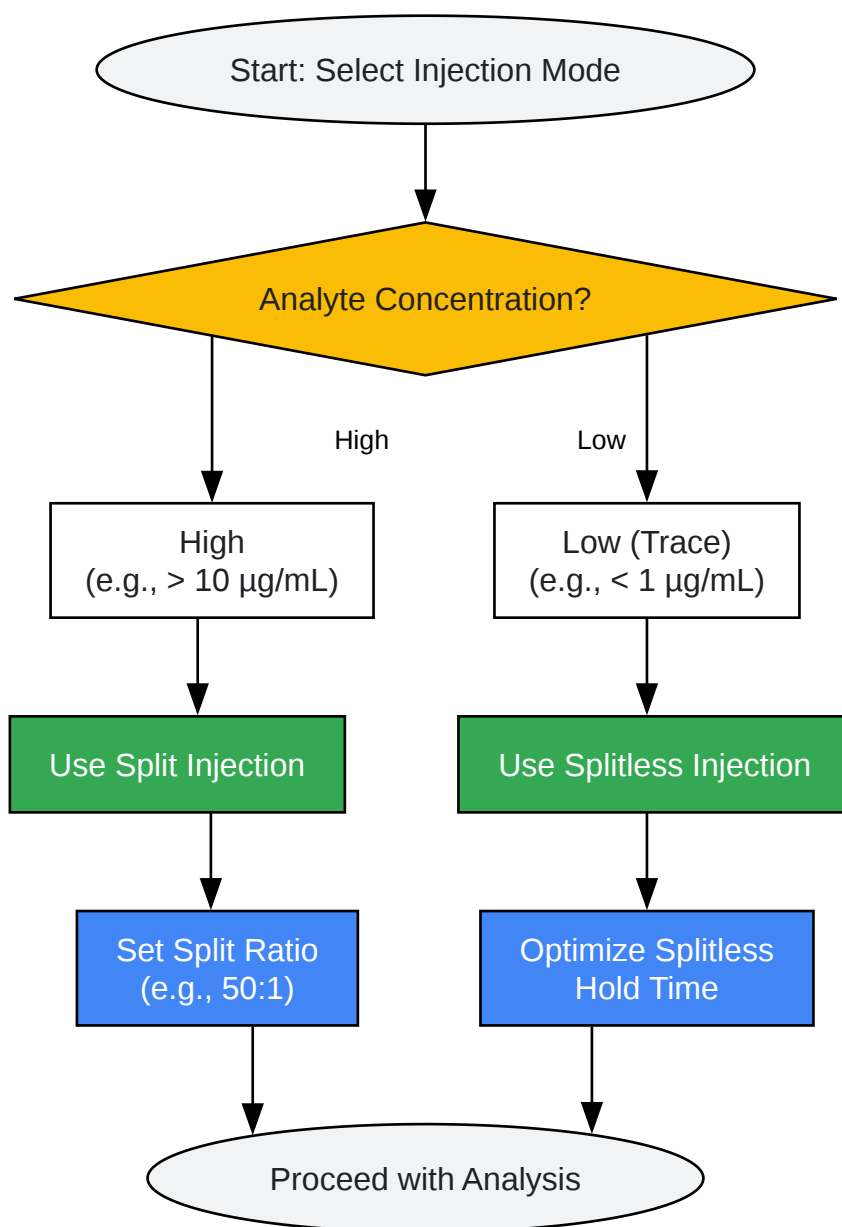 Start: Select Injection Mode
Analyte Concentration?
High
Low
High
(e.g., > 10 µg/mL)
Low (Trace)
(e.g., < 1 µg/mL)
Use Split Injection
Use Splitless Injection
Set Split Ratio
(e.g., 50:1)
Optimize Splitless
Hold Time
Proceed with Analysis